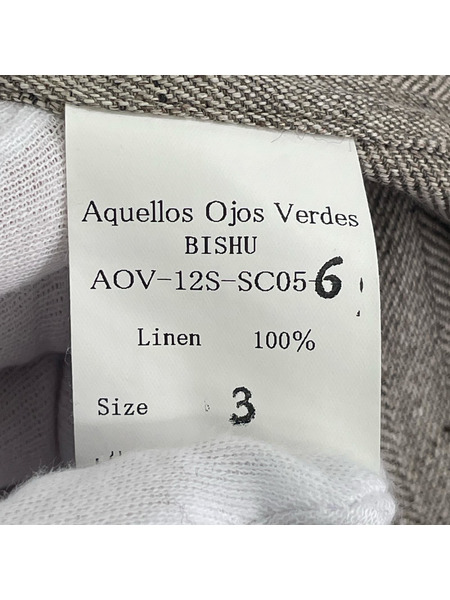 Aquellos Ojos Verdes
BISHU
AOV-12S-SC05-6
Linen 100%
Size 3